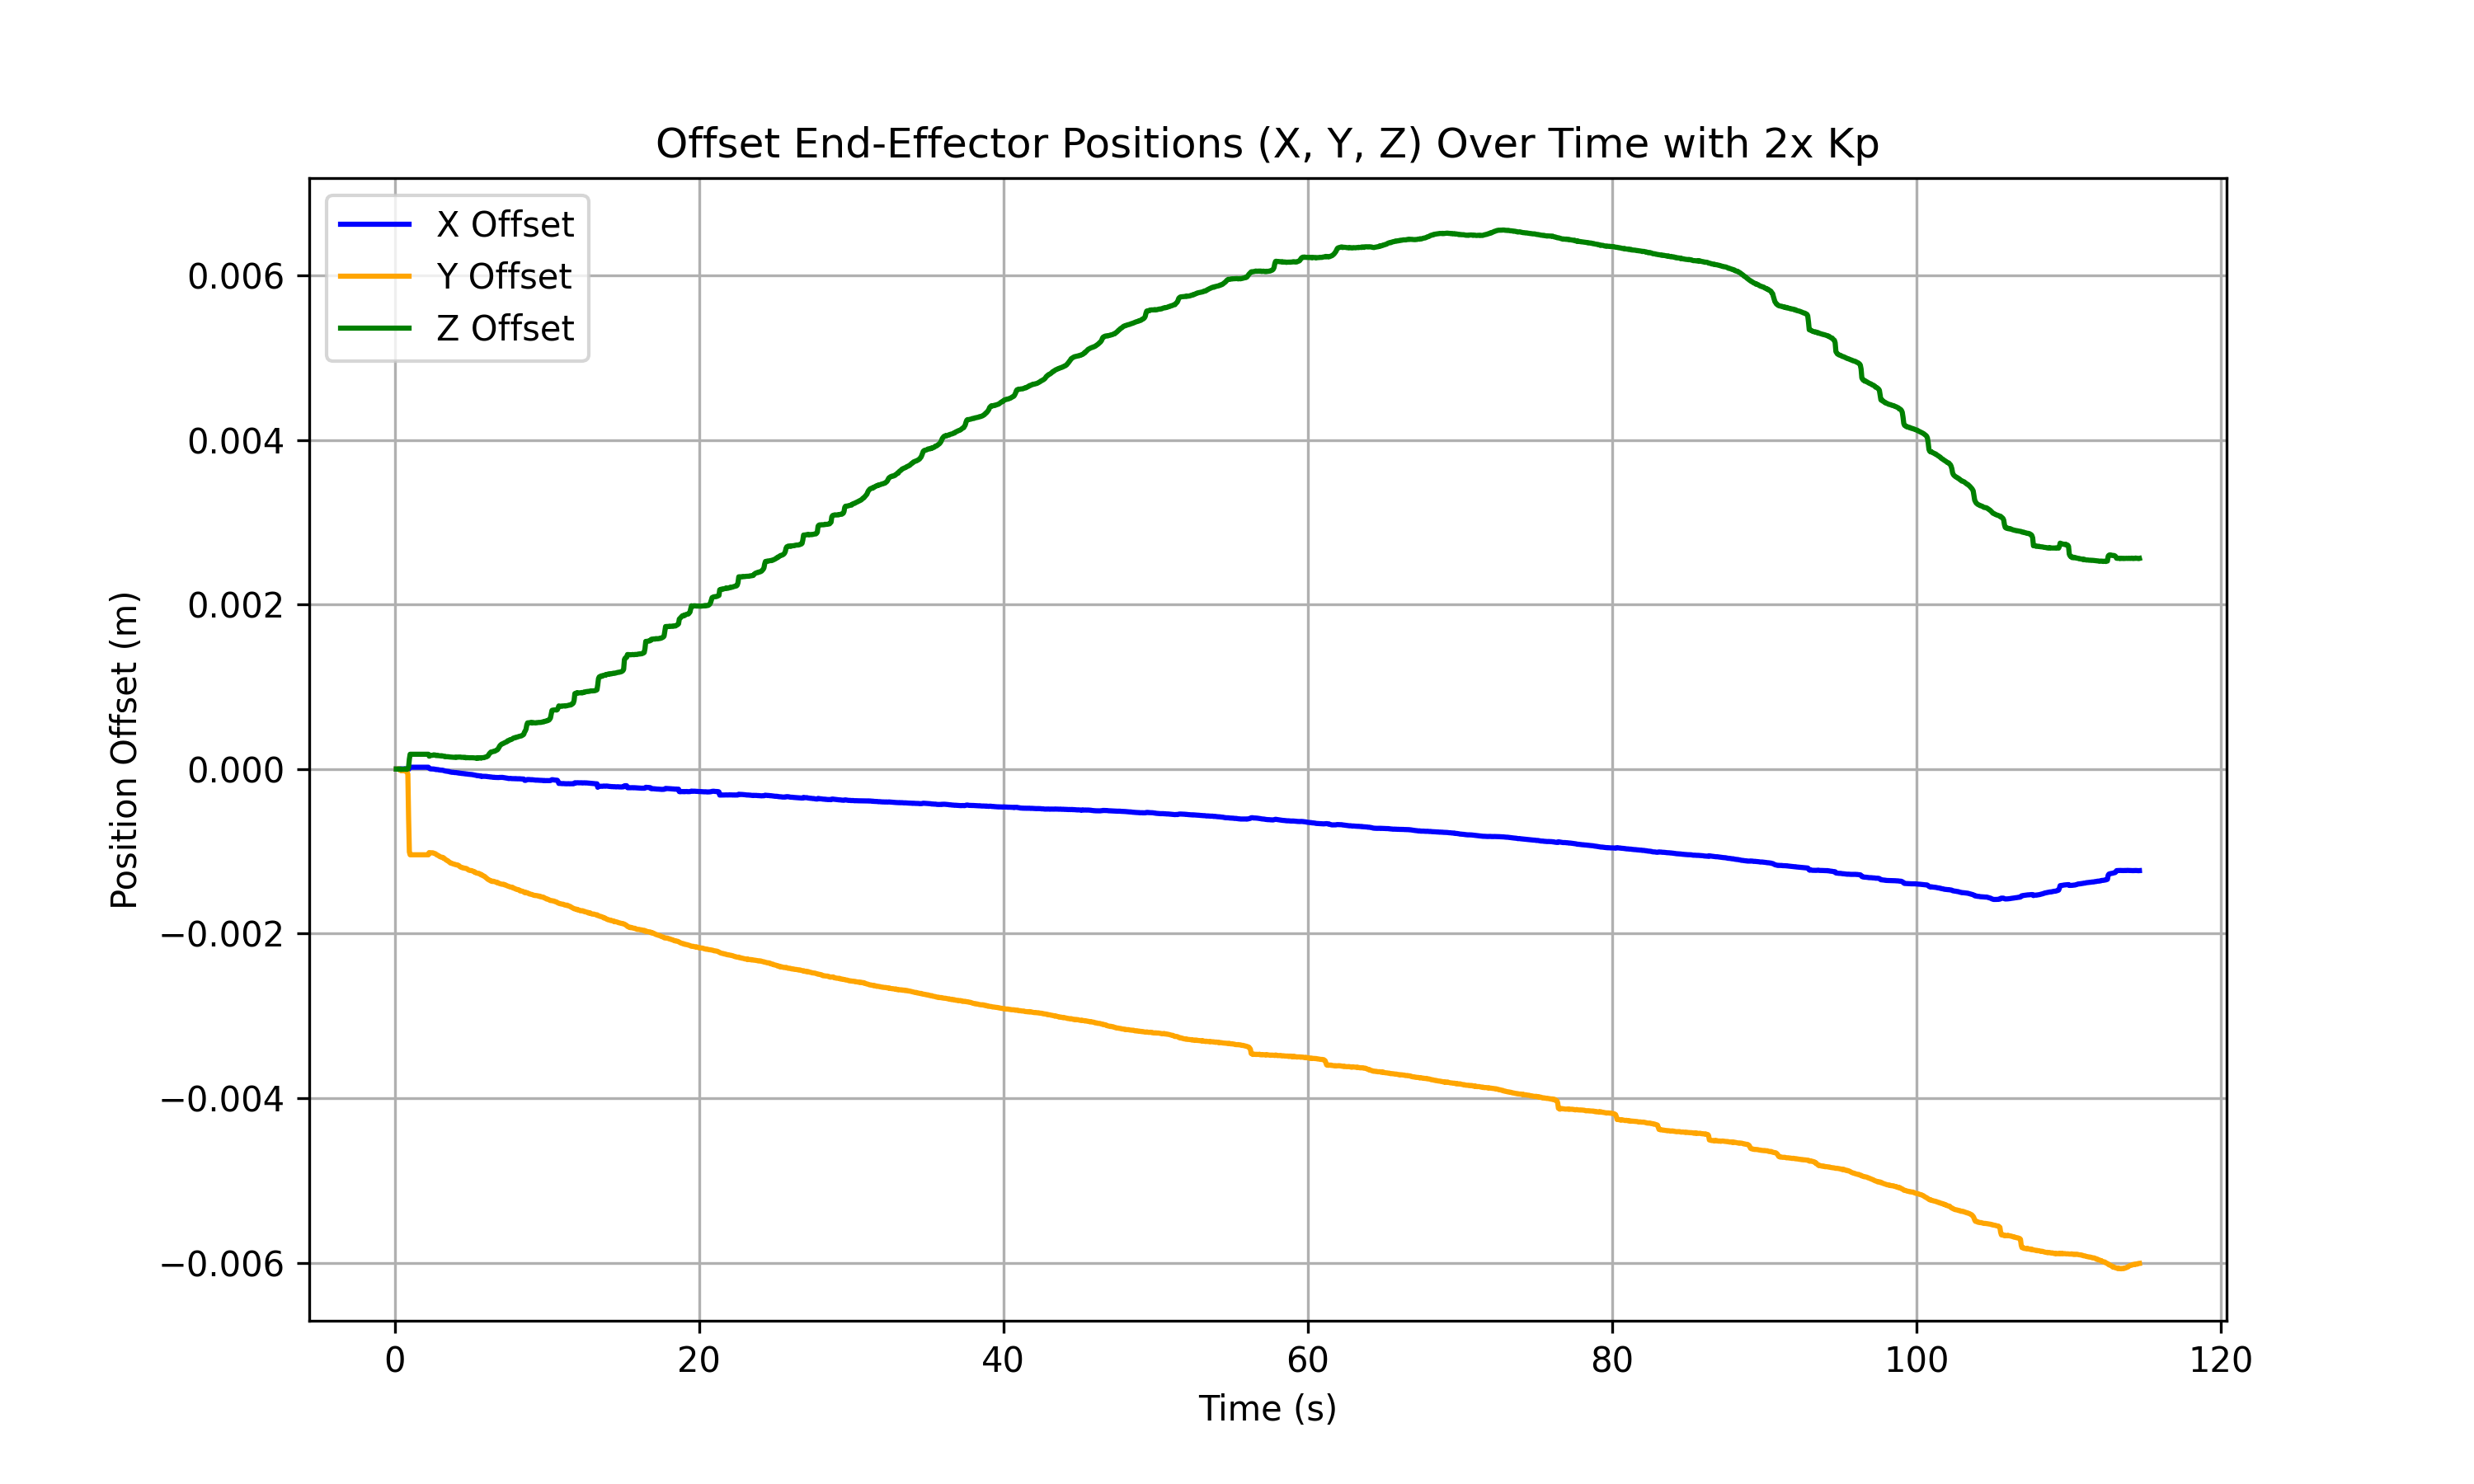 Offset End-Effector Positions (X, Y, Z) Over Time with 2x Kp
X Offset
Y Offset
Z Offset
Position Offset (m)
0.006
0.004
0.002
0.000
−0.002
−0.004
−0.006
0 20 40 60 80 100 120
Time (s)